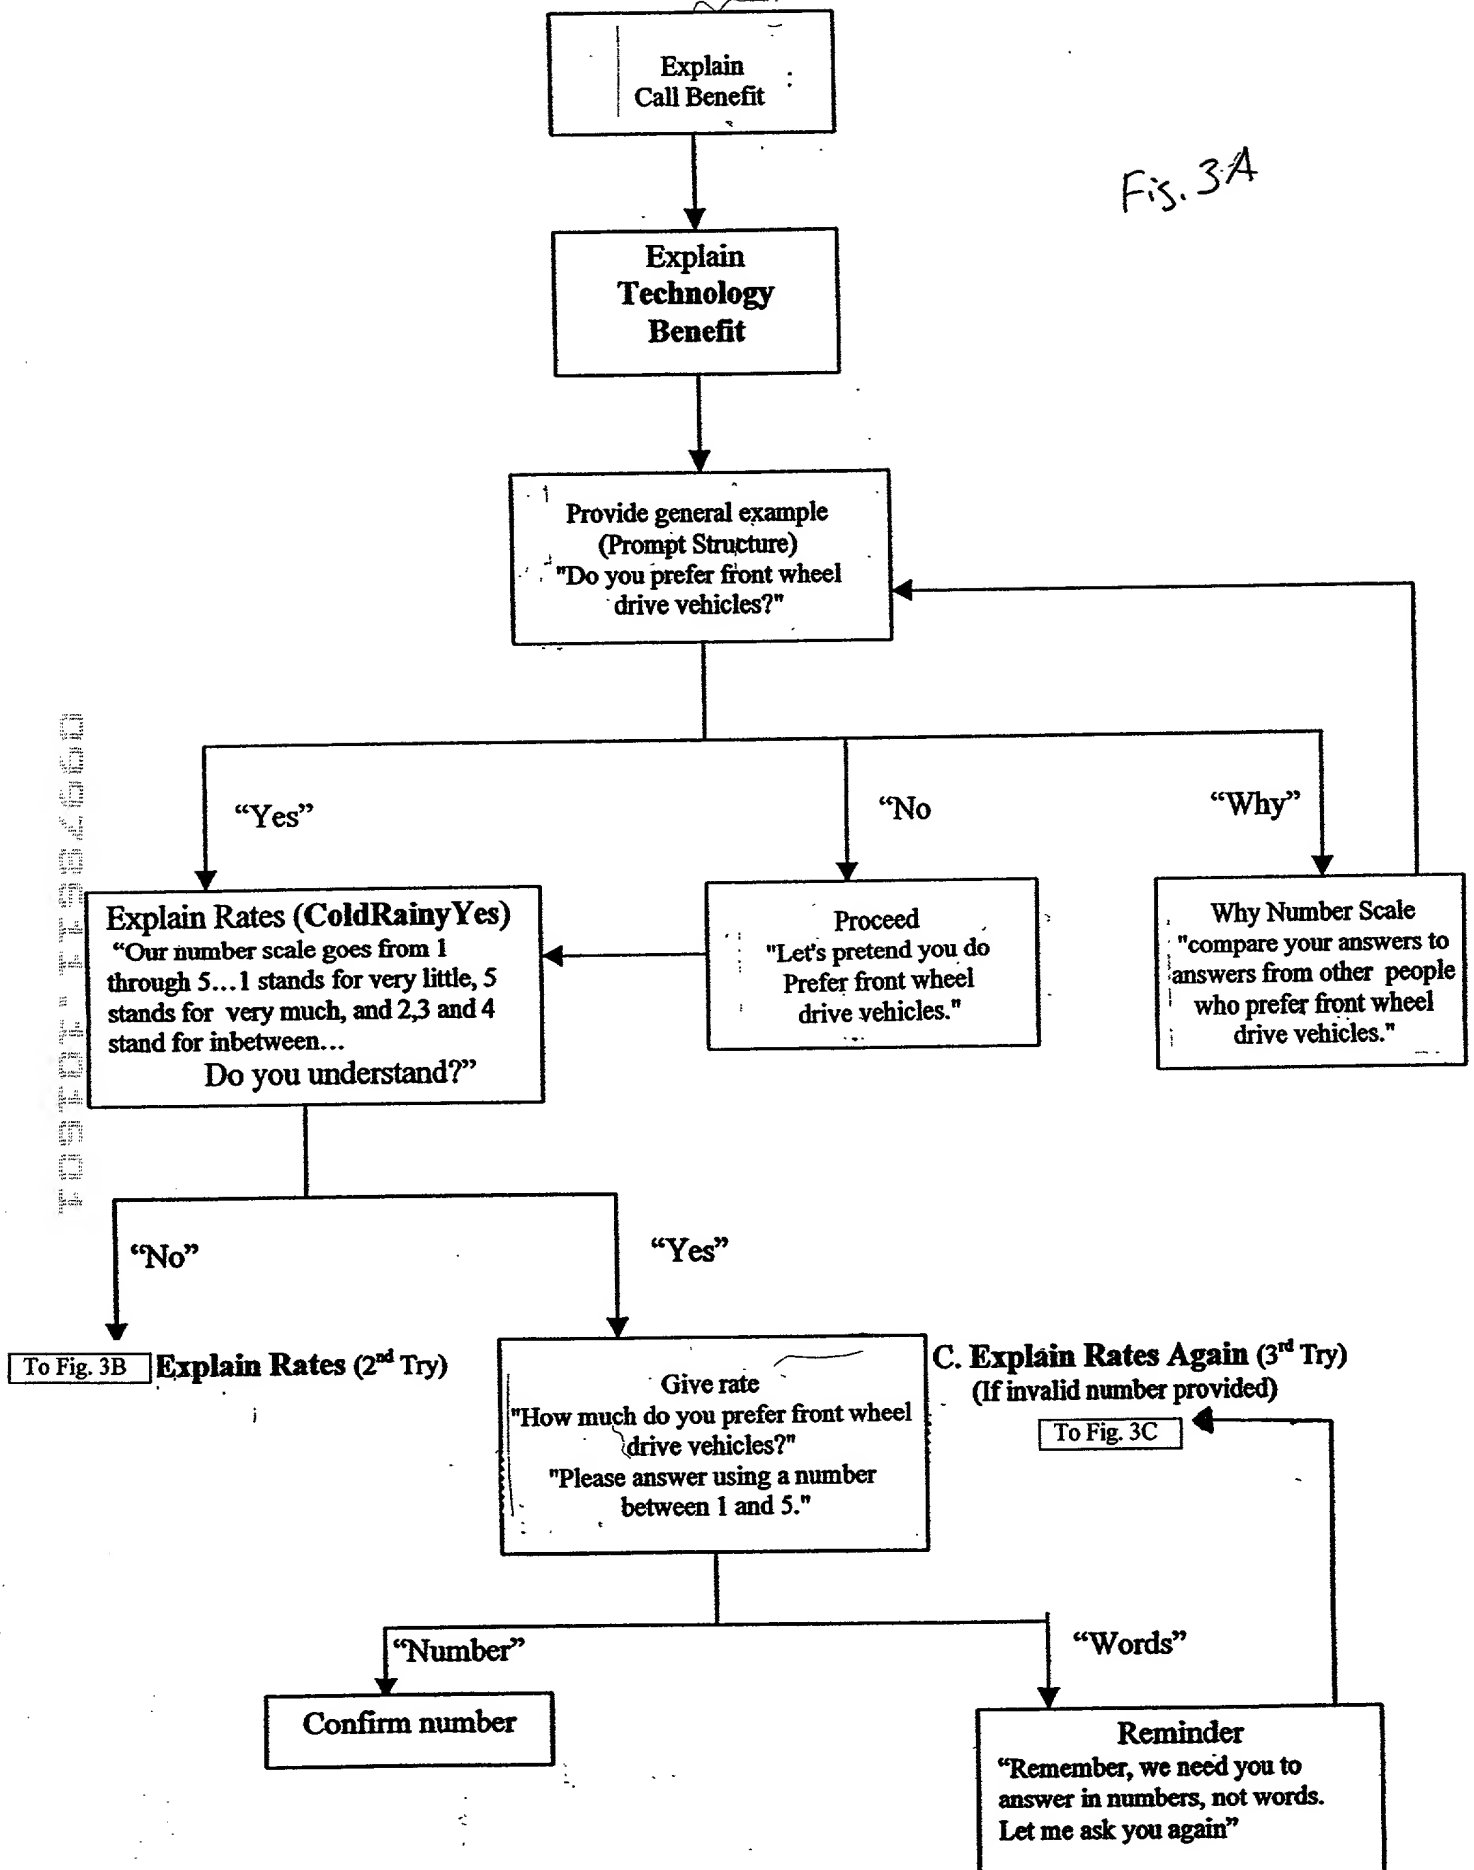 Explain
Call Benefit
Fig. 3A
Explain
Technology
Benefit
Provide general example
(Prompt Structure)
"Do you prefer front wheel
drive vehicles?"
“Yes”
“No
“Why”
Explain Rates (ColdRainyYes)
“Our number scale goes from 1
through 5…1 stands for very little, 5
stands for very much, and 2,3 and 4
stand for inbetween…
Do you understand?”
Proceed
"Let's pretend you do
Prefer front wheel
drive vehicles."
Why Number Scale
"compare your answers to
answers from other people
who prefer front wheel
drive vehicles."
“No”
“Yes”
To Fig. 3B Explain Rates (2nd Try)
Give rate
"How much do you prefer front wheel
drive vehicles?"
"Please answer using a number
between 1 and 5."
C. Explain Rates Again (3rd Try)
(If invalid number provided)
To Fig. 3C
“Number”
“Words”
Confirm number
Reminder
“Remember, we need you to
answer in numbers, not words.
Let me ask you again”